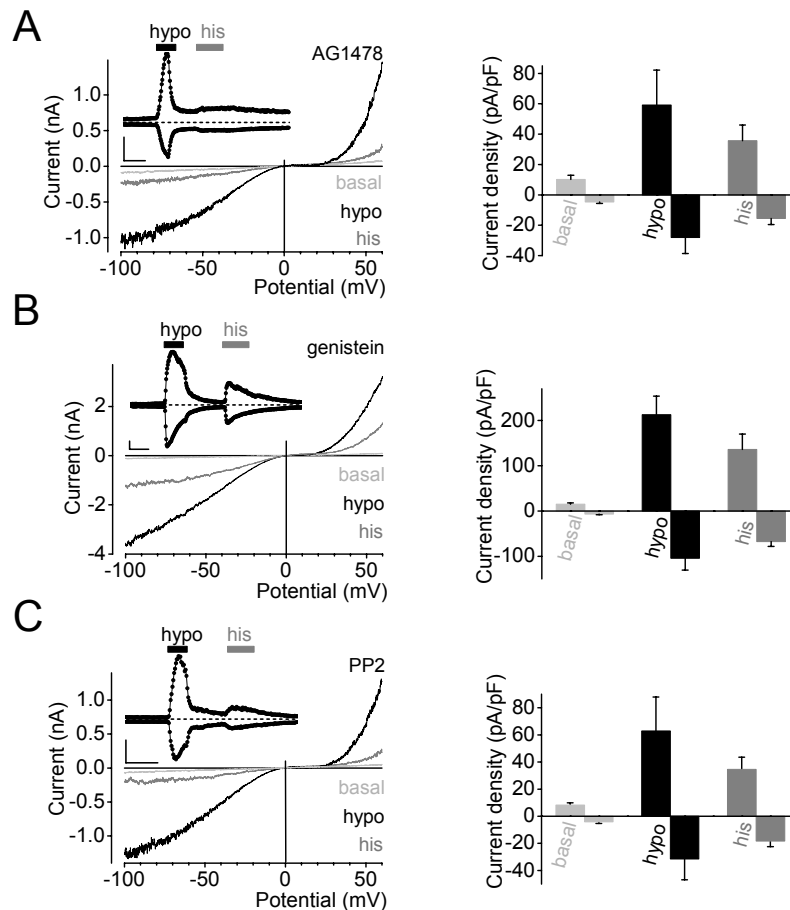 A
hypo his
AG1478
1.0
0.5
0.0
-0.5
-1.0
Current (nA)
basal
hypo
his
-100 -50 0 50
Potential (mV)
80
60
40
20
0
-20
-40
Current density (pA/pF)
basal
hypo
his
B
hypo his
genistein
2
0
-2
-4
Current (nA)
basal
hypo
his
-100 -50 0 50
Potential (mV)
200
100
0
-100
Current density (pA/pF)
basal
hypo
his
C
hypo his
PP2
1.0
0.5
0.0
-0.5
-1.0
Current (nA)
basal
hypo
his
-100 -50 0 50
Potential (mV)
80
60
40
20
0
-20
-40
Current density (pA/pF)
basal
hypo
his